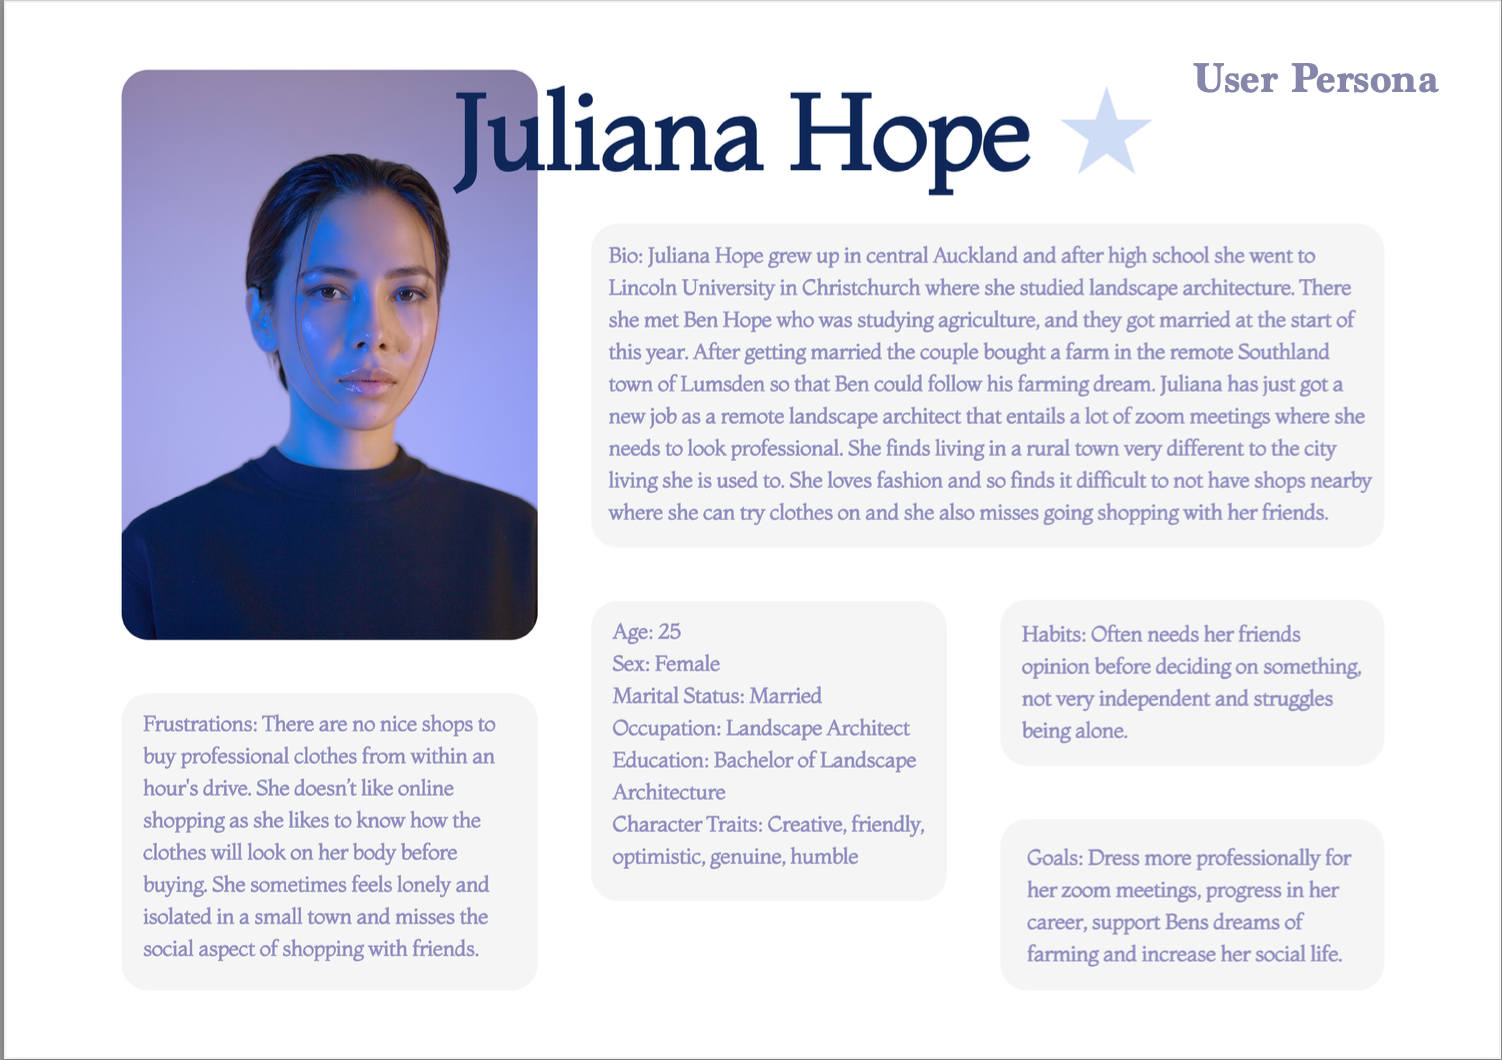 User Persona
Juliana Hope
Bio: Juliana Hope grew up in central Auckland and after high school she went to
Lincoln University in Christchurch where she studied landscape architecture. There
she met Ben Hope who was studying agriculture, and they got married at the start of
this year. After getting married the couple bought a farm in the remote Southland
town of Lumsden so that Ben could follow his farming dream. Juliana has just got a
new job as a remote landscape architect that entails a lot of zoom meetings where she
needs to look professional. She finds living in a rural town very different to the city
living she is used to. She loves fashion and so finds it difficult to not have shops nearby
where she can try clothes on and she also misses going shopping with her friends.
Frustrations: There are no nice shops to
buy professional clothes from within an
hour's drive. She doesn’t like online
shopping as she likes to know how the
clothes will look on her body before
buying. She sometimes feels lonely and
isolated in a small town and misses the
social aspect of shopping with friends.
Age: 25
Sex: Female
Marital Status: Married
Occupation: Landscape Architect
Education: Bachelor of Landscape
Architecture
Character Traits: Creative, friendly,
optimistic, genuine, humble
Habits: Often needs her friends
opinion before deciding on something,
not very independent and struggles
being alone.
Goals: Dress more professionally for
her zoom meetings, progress in her
career, support Bens dreams of
farming and increase her social life.